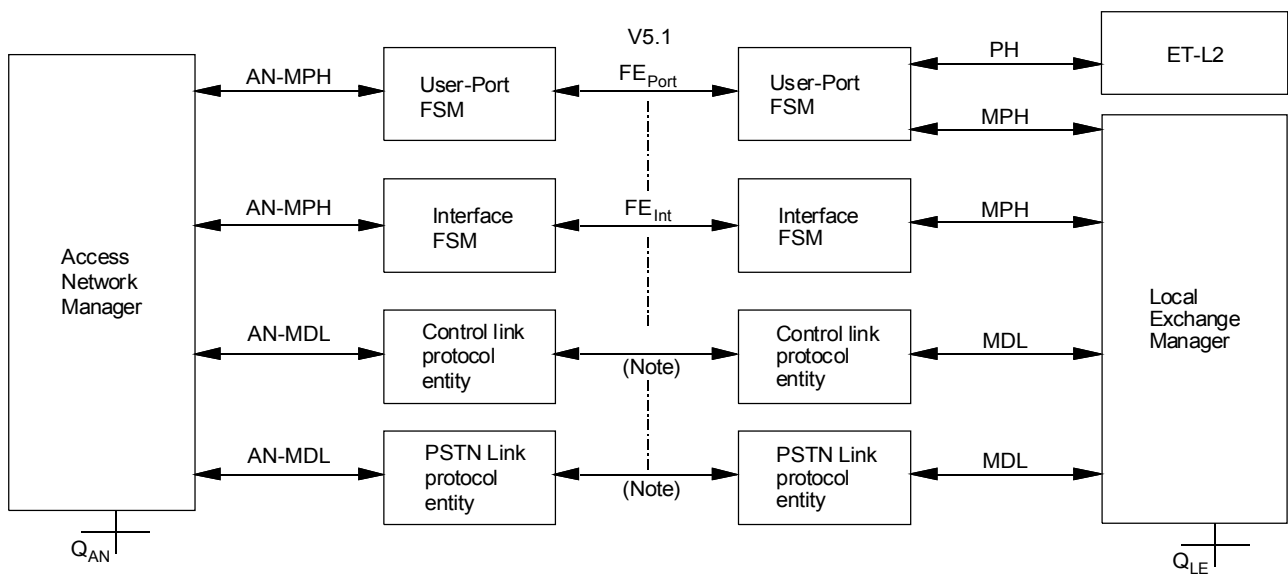 V5.1
AN-MPH
User-Port
FSM
FEPort
User-Port
FSM
PH
ET-L2
MPH
AN-MPH
Interface
FSM
FEInt
Interface
FSM
MPH
Access
Network
Manager
AN-MDL
Control link
protocol
entity
(Note)
Control link
protocol
entity
MDL
Local
Exchange
Manager
AN-MDL
PSTN Link
protocol
entity
(Note)
PSTN Link
protocol
entity
MDL
QAN
QLE